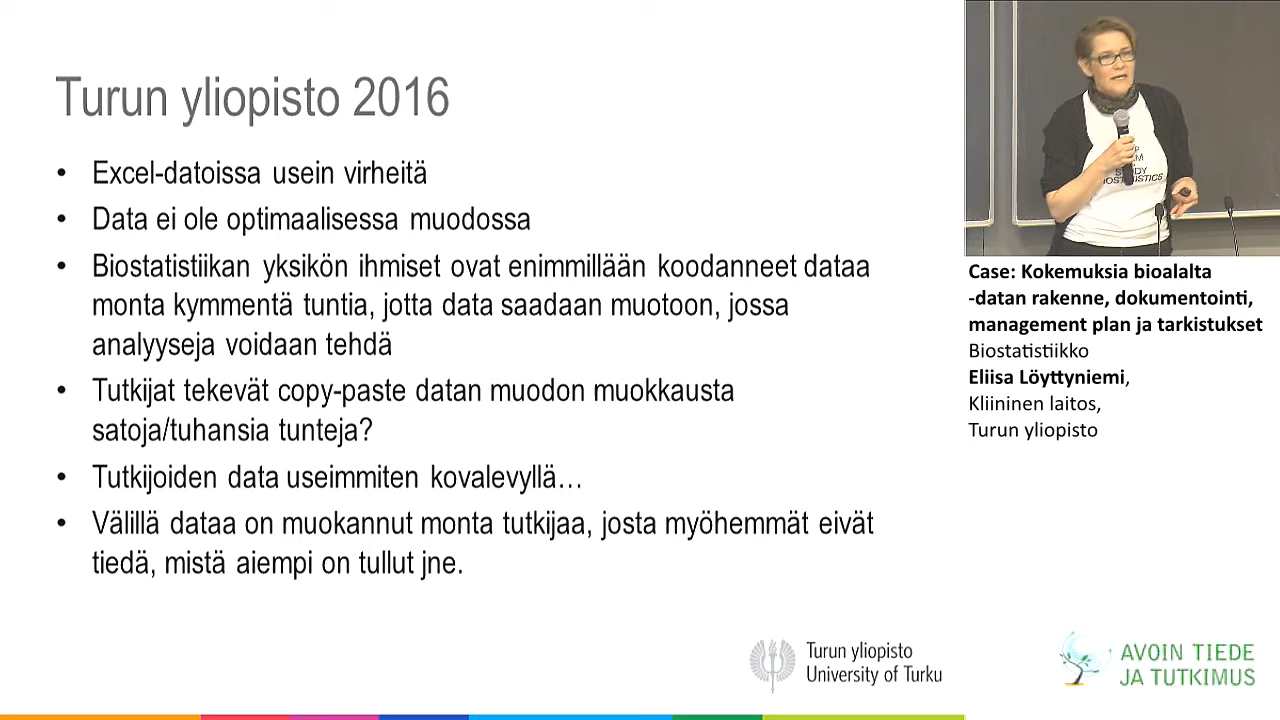 Turun yliopisto 2016
• Excel-datoissa usein virheitä
• Data ei ole optimaalisessa muodossa
• Biostatistiikan yksikön ihmiset ovat enimmillään koodanneet dataa
monta kymmentä tuntia, jotta data saadaan muotoon, jossa
analyyseja voidaan tehdä
• Tutkijat tekevät copy-paste datan muodon muokkausta
satoja/tuhansia tunteja?
• Tutkijoiden data useimmiten kovalevyllä…
• Välillä dataa on muokannut monta tutkijaa, josta myöhemmät eivät
tiedä, mistä aiempi on tullut jne.
Case: Kokemuksia bioalalta
-datan rakenne, dokumentointi,
management plan ja tarkistukset
Biostatistiikko
Eliisa Löyttyniemi,
Kliininen laitos,
Turun yliopisto
Turun yliopisto
University of Turku
AVOIN TIEDE
JA TUTKIMUS